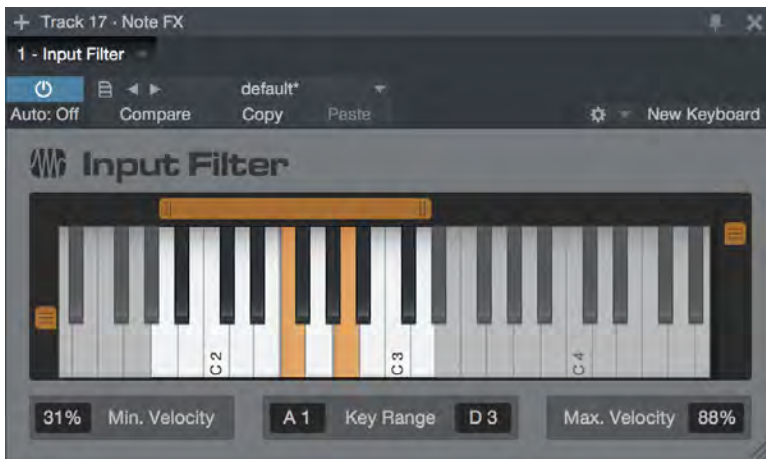 Track 17 - Note FX
1 - Input Filter
default*
Auto: Off Compare Copy Paste New Keyboard
Input Filter
C 2 C 3 C 4
31% Min. Velocity A 1 Key Range D 3 Max. Velocity 88%